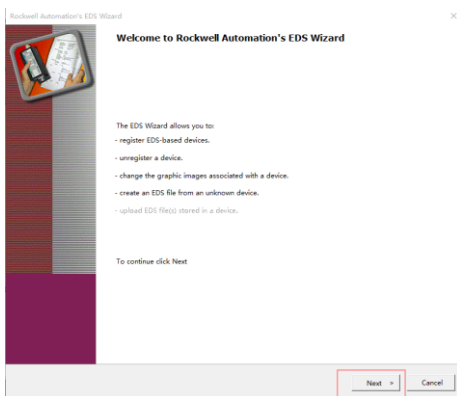 Rockwell Automation's EDS Wizard
Welcome to Rockwell Automation's EDS Wizard
The EDS Wizard allows you to:
- register EDS-based devices.
- unregister a device.
- change the graphic images associated with a device.
- create an EDS file from an unknown device.
- upload EDS file(s) stored in a device.
To continue click Next
Next >
Cancel